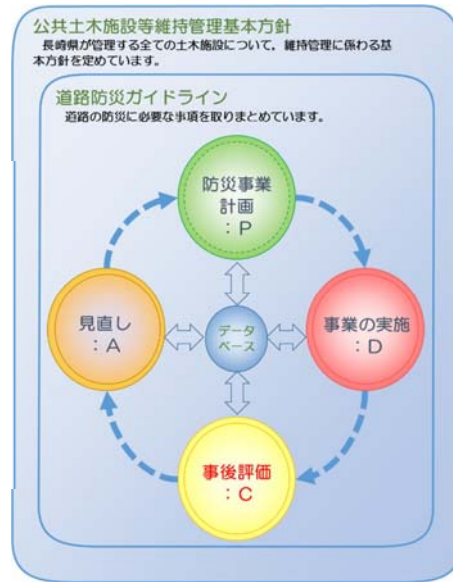 公共土木施設等維持管理基本方針
長崎県が管理する全ての土木施設について，維持管理に係わる基
本方針を定めています。
道路防災ガイドライン
道路の防災に必要な事項を取りまとめています。
防災事業
計画
：P
見直し
：A
データ
ベース
事業の実施
：D
事後評価
：C